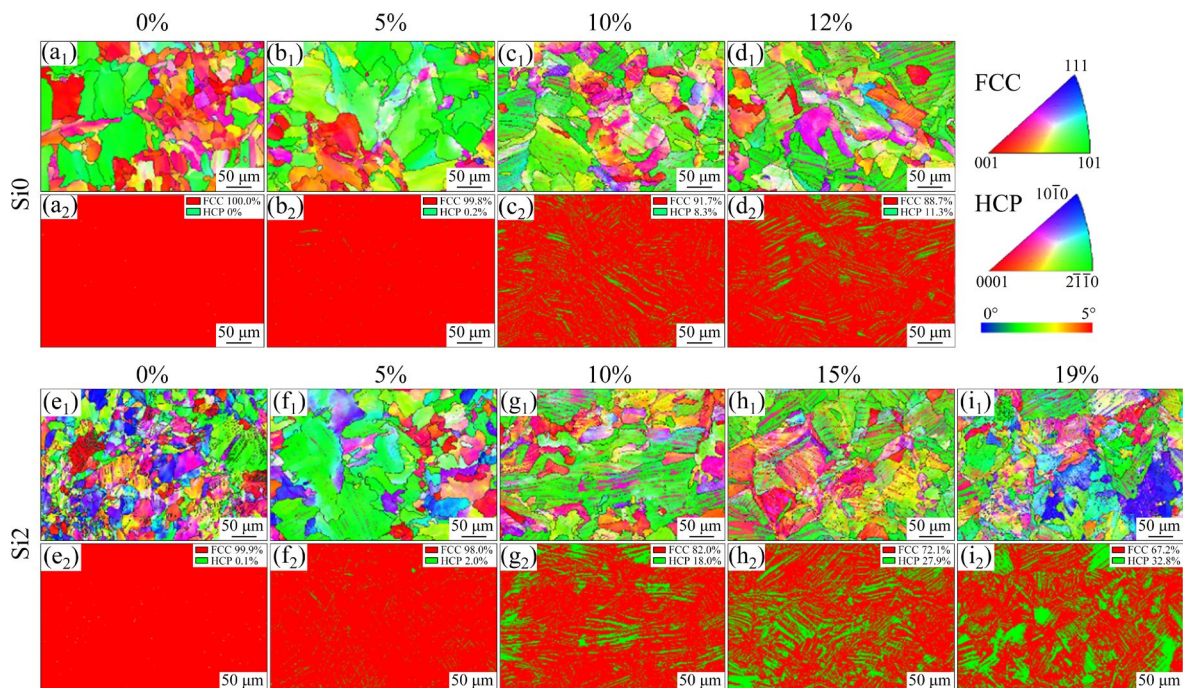 0% 5% 10% 12%
Si0
(a1) (b1) (c1) (d1)
50 μm 50 μm 50 μm 50 μm
(a2) (b2) (c2) (d2)
FCC 100.0% FCC 99.8% FCC 91.7% FCC 88.7%
HCP 0% HCP 0.2% HCP 8.3% HCP 11.3%
50 μm 50 μm 50 μm 50 μm
FCC
111
001 101
HCP
101̅0
0001 21̅1̅0
0° 5°
0% 5% 10% 15% 19%
Si2
(e1) (f1) (g1) (h1) (i1)
50 μm 50 μm 50 μm 50 μm 50 μm
(e2) (f2) (g2) (h2) (i2)
FCC 99.9% FCC 98.0% FCC 82.0% FCC 72.1% FCC 67.2%
HCP 0.1% HCP 2.0% HCP 18.0% HCP 27.9% HCP 32.8%
50 μm 50 μm 50 μm 50 μm 50 μm